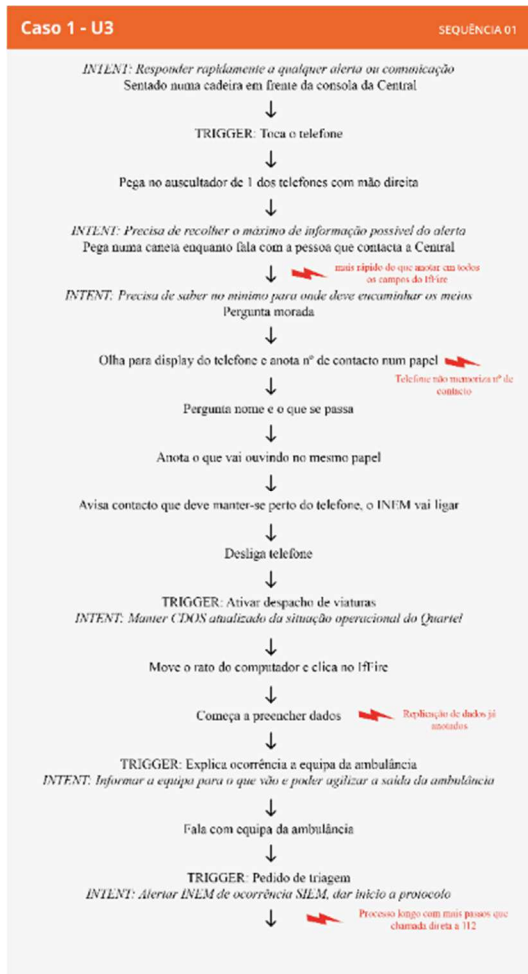 Caso 1 - U3
SEQUÊNCIA 01
INTENT: Responder rapidamente a qualquer alerta ou comunicação
Sentado numa cadeira em frente da consola da Central
TRIGGER: Toca o telefone
Pega no auscultador de 1 dos telefones com mão direita
INTENT: Precisa de recolher o máximo de informação possível do alerta
Pega numa caneta enquanto fala com a pessoa que contacta a Central
mais rápido do que anotar em todos
os campos do IfFire
INTENT: Precisa de saber no mínimo para onde deve encaminhar os meios
Pergunta morada
Olha para display do telefone e anota nº de contacto num papel
Telefone não memoriza nº de
contacto
Pergunta nome e o que se passa
Anota o que vai ouvindo no mesmo papel
Avisa contacto que deve manter-se perto do telefone, o INEM vai ligar
Desliga telefone
TRIGGER: Ativar despacho de viaturas
INTENT: Manter CDOS atualizado da situação operacional do Quartel
Move o rato do computador e clica no IfFire
Começa a preencher dados
Replicação de dados já
anotados
TRIGGER: Explica ocorrência a equipa da ambulância
INTENT: Informar a equipa para o que vão e poder agilizar a saída da ambulância
Fala com equipa da ambulância
TRIGGER: Pedido de triagem
INTENT: Alertar INEM de ocorrência SIEM, dar inicio a protocolo
Processo longo com mais passos que
chamada direta a 112